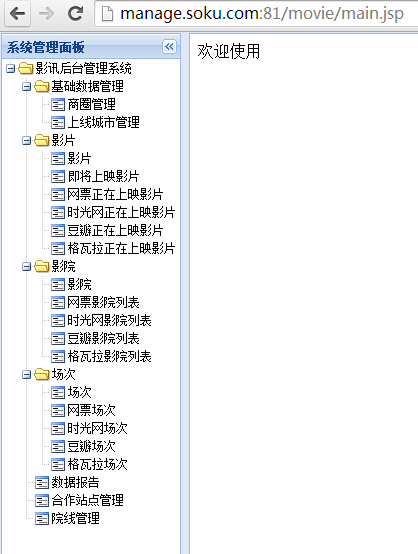 manage.soku.com:81/movie/main.jsp
系统管理面板
欢迎使用
影讯后台管理系统
基础数据管理
商圈管理
上线城市管理
影片
影片
即将上映影片
网票正在上映影片
时光网正在上映影片
豆瓣正在上映影片
格瓦拉正在上映影片
影院
影院
网票影院列表
时光网影院列表
豆瓣影院列表
格瓦拉影院列表
场次
场次
网票场次
时光网场次
豆瓣场次
格瓦拉场次
数据报告
合作站点管理
院线管理